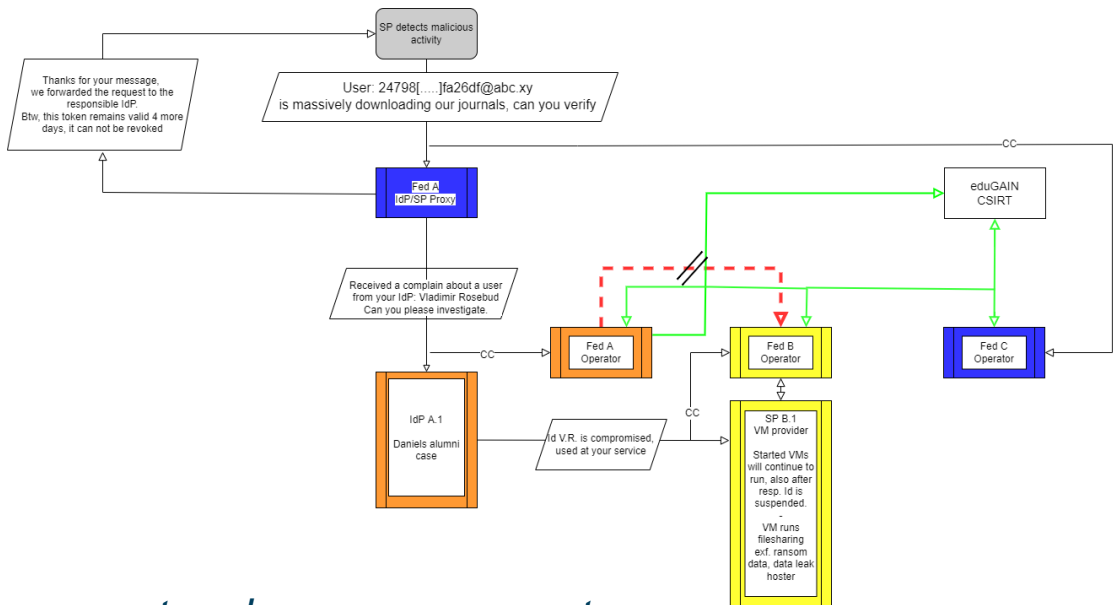 SP detects malicious
activity
Thanks for your message,
we forwarded the request to the
responsible IdP.
Btw, this token remains valid 4 more
days, it can not be revoked
User: 24798[.....]fa26df@abc.xy
is massively downloading our journals, can you verify
CC
Fed A
IdP/SP Proxy
eduGAIN
CSIRT
Received a complain about a user
from your IdP: Vladimir Rosebud
Can you please investigate.
CC
Fed A
Operator
Fed B
Operator
Fed C
Operator
IdP A.1
Daniels alumni
case
Id V.R. is compromised,
used at your service
CC
SP B.1
VM provider
Started VMs
will continue to
run, also after
resp. Id is
suspended.
-
VM runs
filesharing
exf. ransom
data, data leak
hoster